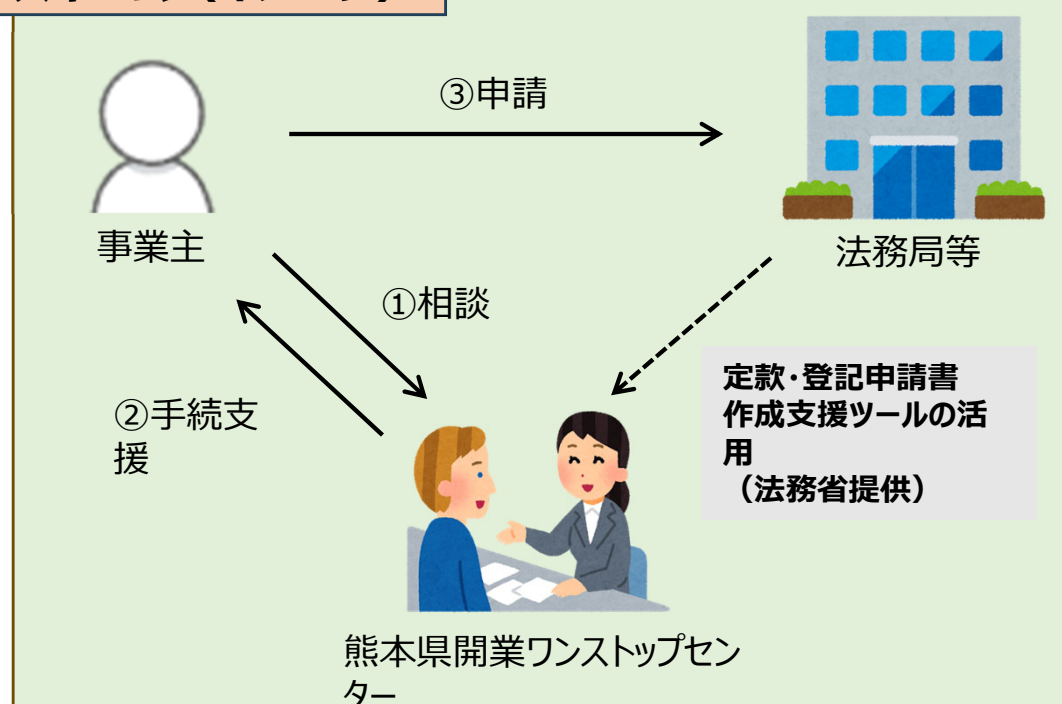 ③申請
事業主
法務局等
①相談
②手続支
援
定款・登記申請書
作成支援ツールの活
用
（法務省提供）
熊本県開業ワンストップセン
ター